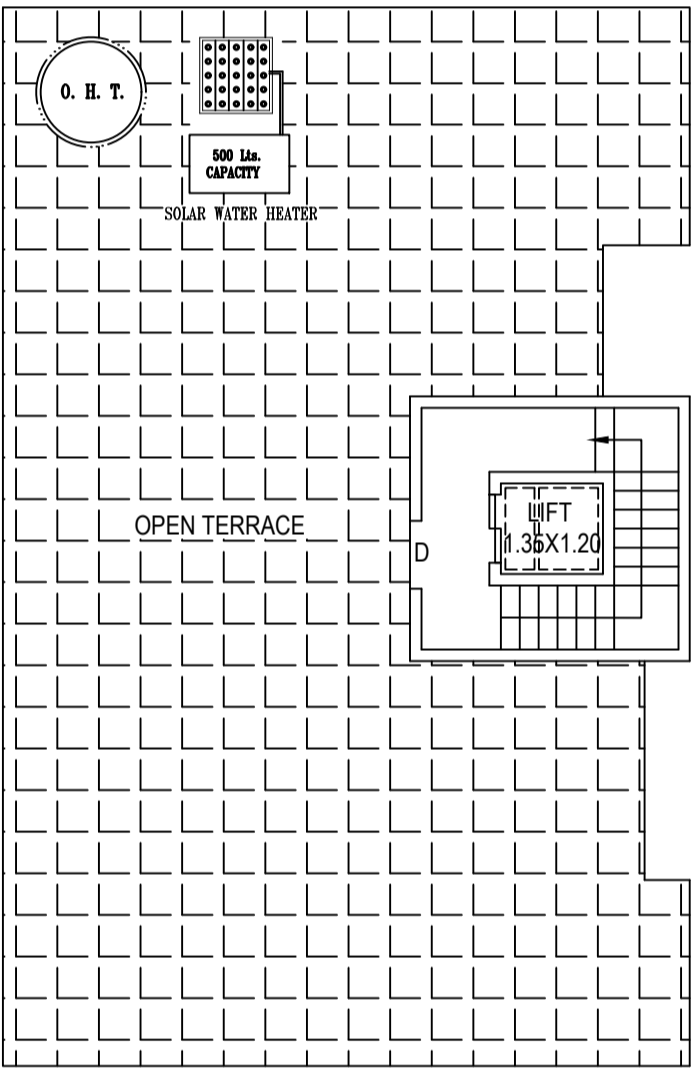 O. H. T.
500 Lts.
CAPACITY
SOLAR WATER HEATER
OPEN TERRACE
LIFT
1.35X1.20
D